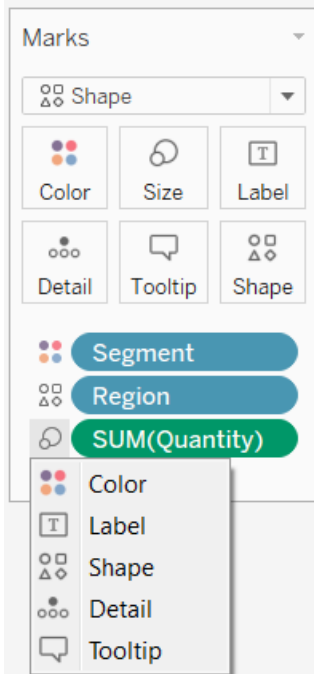 Marks
Shape
Color Size Label
Detail Tooltip Shape
Segment
Region
SUM(Quantity)
Color
Label
Shape
Detail
Tooltip